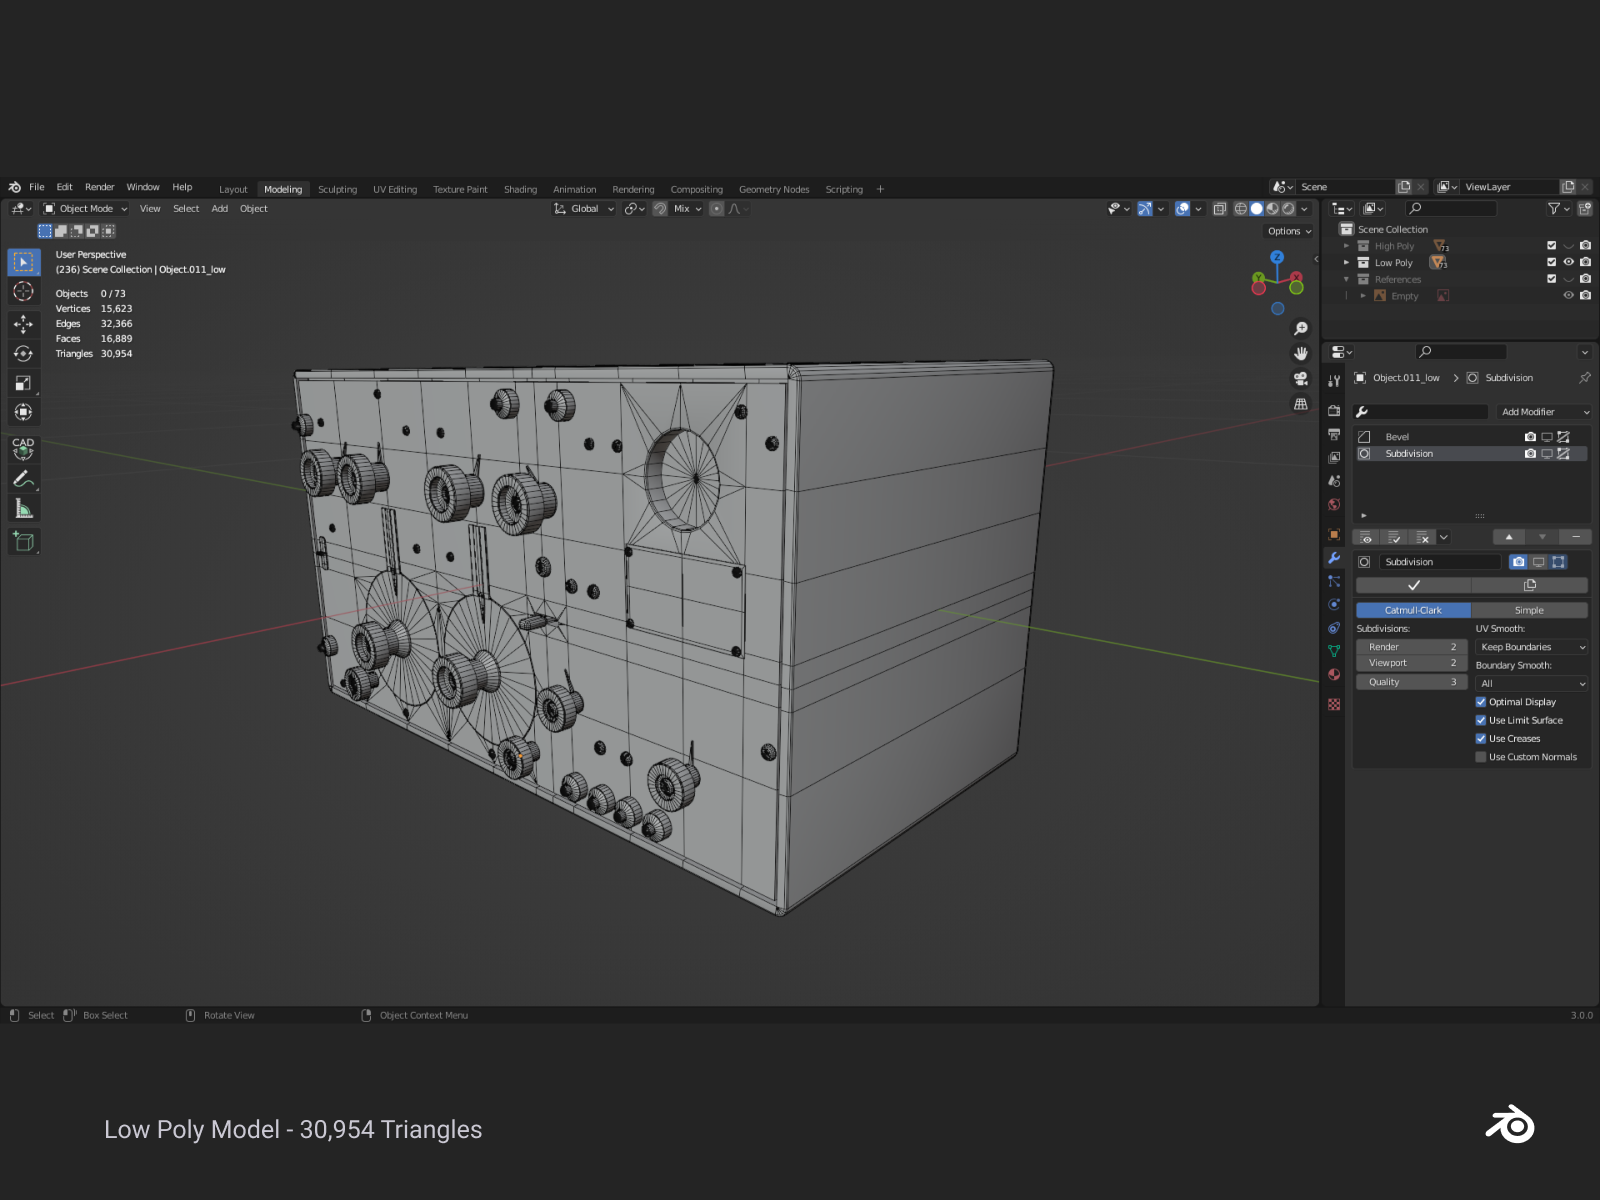 File Edit Render Window Help Layout Modeling Sculpting UV Editing Texture Paint Shading Animation Rendering Compositing Geometry Nodes Scripting + Scene ViewLayer
Object Mode View Select Add Object Global Mix
Options
User Perspective
(236) Scene Collection | Object.011_low
Objects 0 / 73
Vertices 15,623
Edges 32,366
Faces 16,889
Triangles 30,954
CAD
Z
Y
X
Scene Collection
High Poly 73
Low Poly 73
References
Empty
Object.011_low > Subdivision
Add Modifier
Bevel
Subdivision
Subdivision
Catmull-Clark Simple
Subdivisions: UV Smooth:
Render 2 Keep Boundaries
Viewport 2 Boundary Smooth:
Quality 3 All
Optimal Display
Use Limit Surface
Use Creases
Use Custom Normals
Select Box Select Rotate View Object Context Menu 3.0.0
Low Poly Model - 30,954 Triangles